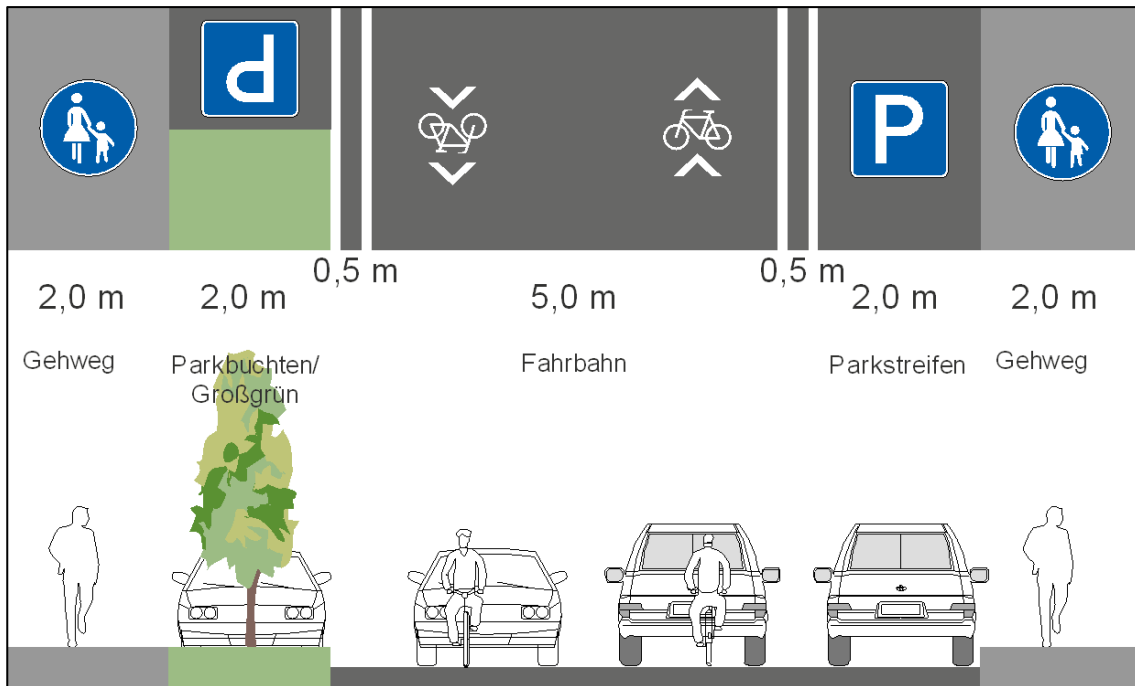 P
P
0,5 m
0,5 m
2,0 m
2,0 m
5,0 m
2,0 m
2,0 m
Gehweg
Parkbuchten/
Großgrün
Fahrbahn
Parkstreifen
Gehweg